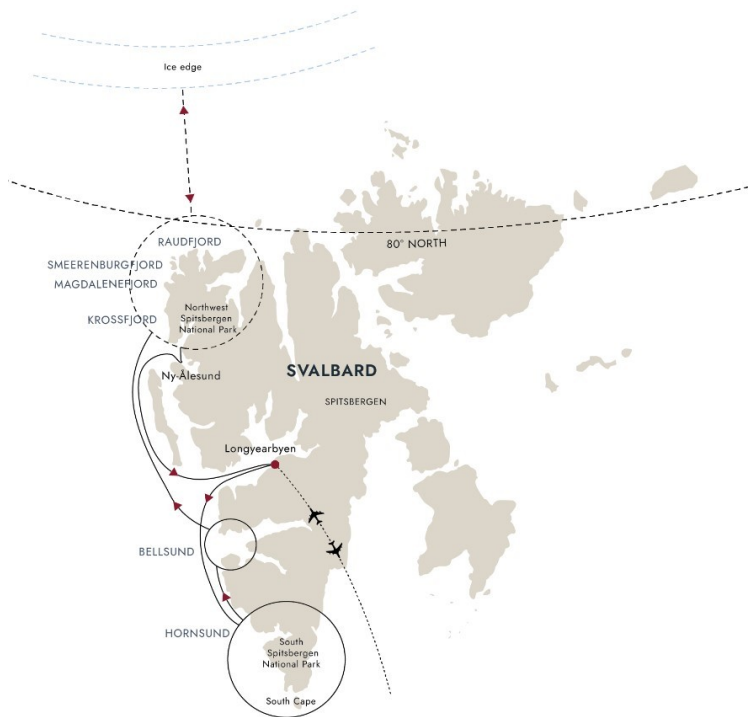 Ice edge
RAUDFJORD
80° NORTH
SMEERENBURGFJORD
MAGDALENEFJORD
Northwest
Spitsbergen
National Park
KROSSFJORD
Ny-Ålesund
SVALBARD
SPITSBERGEN
Longyearbyen
BELLSUND
HORNSUND
South
Spitsbergen
National Park
South Cape